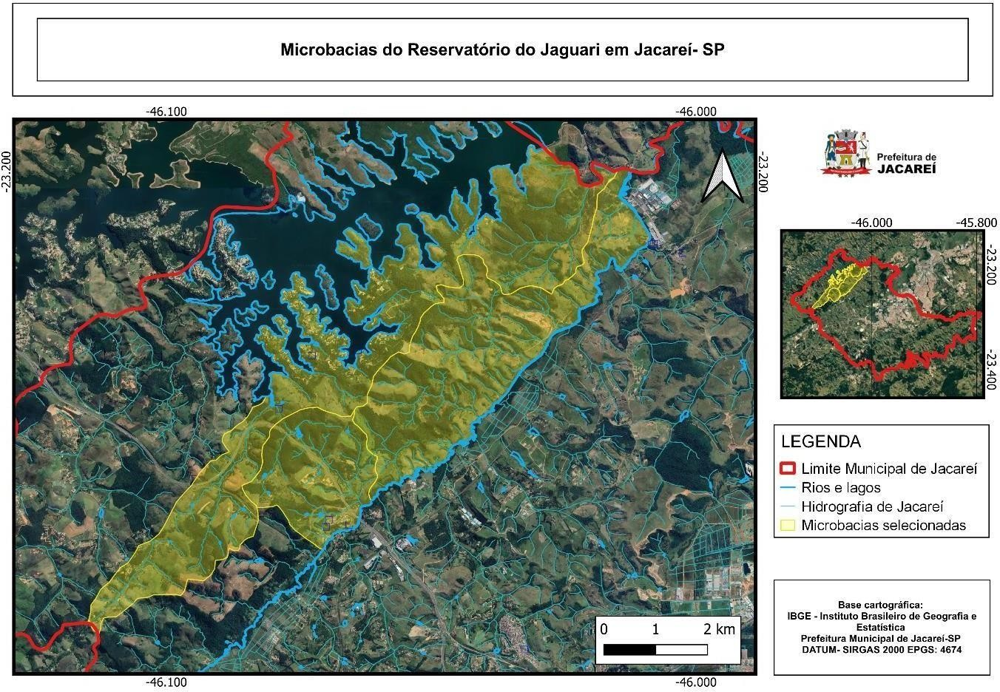 Microbacias do Reservatório do Jaguari em Jacareí- SP
-46.100
-46.000
-23.200
-23.200
Prefeitura de
JACAREÍ
-46.000
-45.800
-23.200
-23.400
LEGENDA
Limite Municipal de Jacareí
Rios e lagos
Hidrografia de Jacareí
Microbacias selecionadas
Base cartográfica:
IBGE - Instituto Brasileiro de Geografia e
Estatística
Prefeitura Municipal de Jacareí-SP
DATUM- SIRGAS 2000 EPGS: 4674
0 1 2 km
-46.100
-46.000